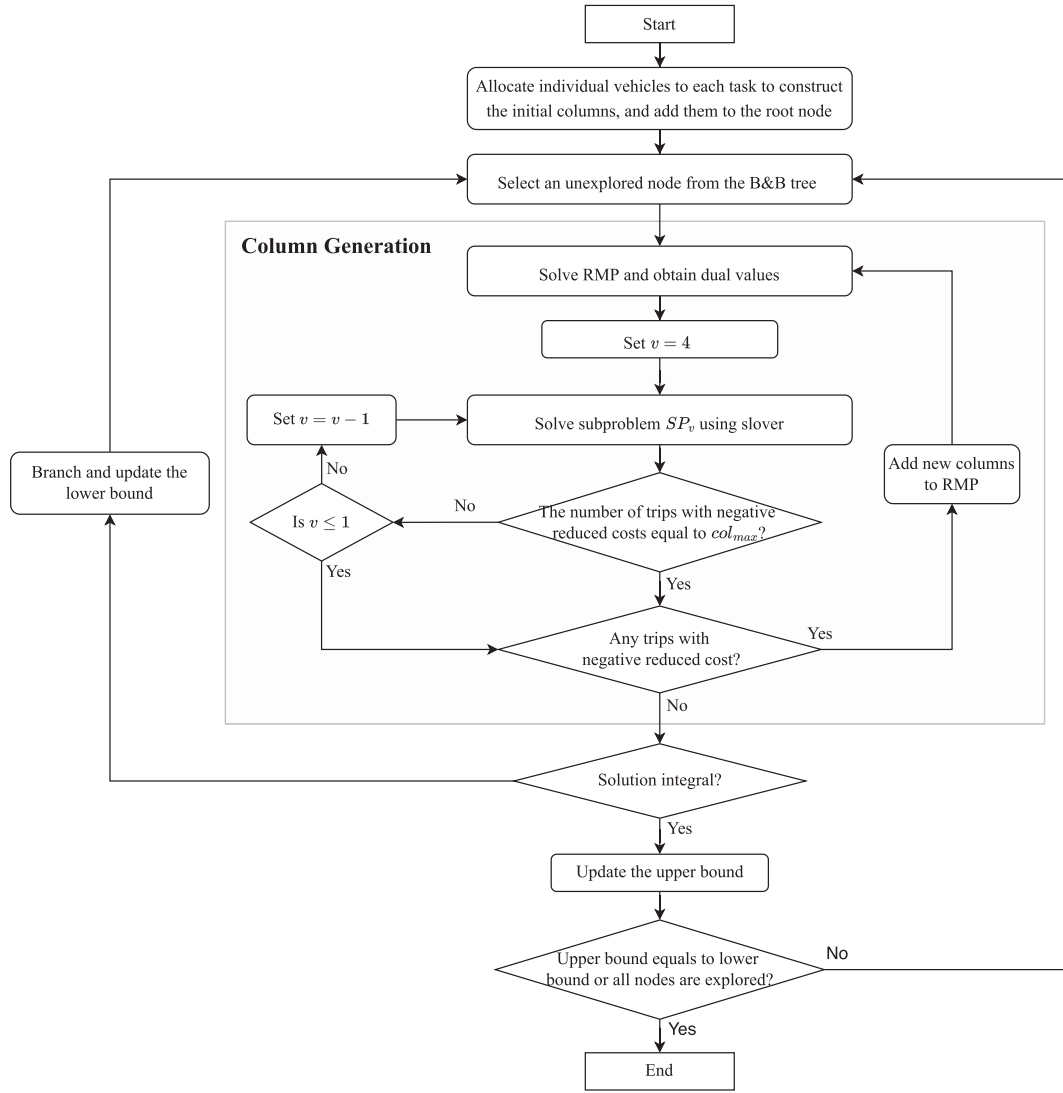 Start
Allocate individual vehicles to each task to construct
the initial columns, and add them to the root node
Select an unexplored node from the B&B tree
Column Generation
Solve RMP and obtain dual values
Set v = 4
Set v = v − 1
Solve subproblem SP_v using slover
Branch and update the
lower bound
Add new columns
to RMP
No
Is v ≤ 1
No
The number of trips with negative
reduced costs equal to col_max?
Yes
Yes
Any trips with
negative reduced cost?
Yes
No
Solution integral?
Yes
Update the upper bound
Upper bound equals to lower
bound or all nodes are explored?
No
Yes
End